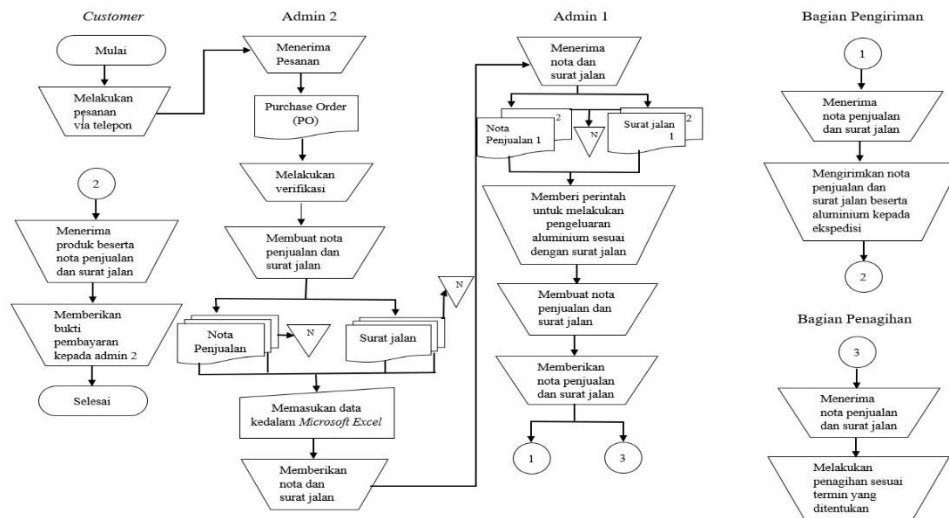 Customer
Mulai
Melakukan
pesanan
via telepon
2
Menerima
produk beserta
nota penjualan
dan surat jalan
Memberikan
bukti
pembayaran
kepada admin 2
Selesai
Admin 2
Menerima
Pesanan
Purchase Order
(PO)
Melakukan
verifikasi
Membuat nota
penjualan dan
surat jalan
Nota
Penjualan
N
Surat jalan
N
Memasukan data
kedalam Microsoft Excel
Memberikan
nota dan
surat jalan
Admin 1
Menerima
nota dan
surat jalan
2
Nota
Penjualan 1
N
2
Surat jalan
1
Memberi perintah
untuk melakukan
pengeluaran
aluminium sesuai
dengan surat jalan
Membuat nota
penjualan dan
surat jalan
Memberikan
nota penjualan
dan surat jalan
1
3
Bagian Pengiriman
1
Menerima
nota penjualan
dan surat jalan
Mengirimkan nota
penjualan dan
surat jalan beserta
aluminium kepada
ekspedisi
2
Bagian Penagihan
3
Menerima
nota penjualan
dan surat jalan
Melakukan
penagihan sesuai
termin yang
ditentukan